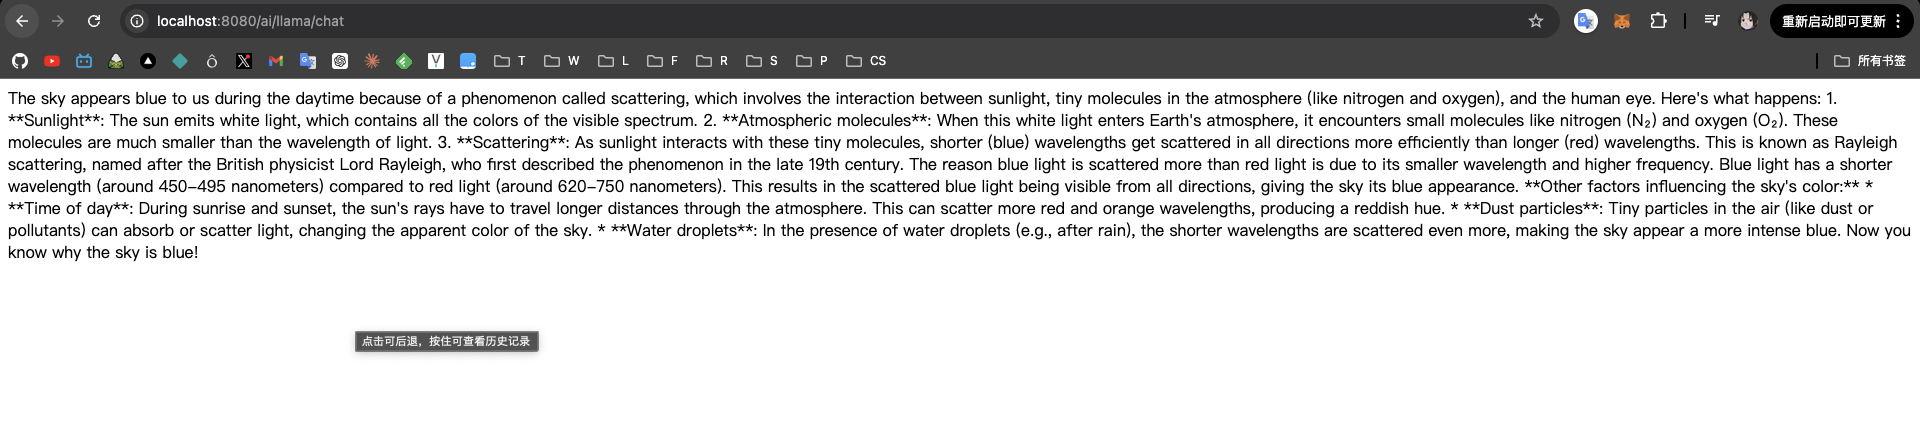 localhost:8080/ai/llama/chat
重新启动即可更新
T W L F R S P CS
所有书签
The sky appears blue to us during the daytime because of a phenomenon called scattering, which involves the interaction between sunlight, tiny molecules in the atmosphere (like nitrogen and oxygen), and the human eye. Here's what happens: 1.
**Sunlight**: The sun emits white light, which contains all the colors of the visible spectrum. 2. **Atmospheric molecules**: When this white light enters Earth's atmosphere, it encounters small molecules like nitrogen (N₂) and oxygen (O₂). These
molecules are much smaller than the wavelength of light. 3. **Scattering**: As sunlight interacts with these tiny molecules, shorter (blue) wavelengths get scattered in all directions more efficiently than longer (red) wavelengths. This is known as Rayleigh
scattering, named after the British physicist Lord Rayleigh, who first described the phenomenon in the late 19th century. The reason blue light is scattered more than red light is due to its smaller wavelength and higher frequency. Blue light has a shorter
wavelength (around 450–495 nanometers) compared to red light (around 620–750 nanometers). This results in the scattered blue light being visible from all directions, giving the sky its blue appearance. **Other factors influencing the sky's color:** *
**Time of day**: During sunrise and sunset, the sun's rays have to travel longer distances through the atmosphere. This can scatter more red and orange wavelengths, producing a reddish hue. * **Dust particles**: Tiny particles in the air (like dust or
pollutants) can absorb or scatter light, changing the apparent color of the sky. * **Water droplets**: In the presence of water droplets (e.g., after rain), the shorter wavelengths are scattered even more, making the sky appear a more intense blue. Now you
know why the sky is blue!
点击可后退，按住可查看历史记录